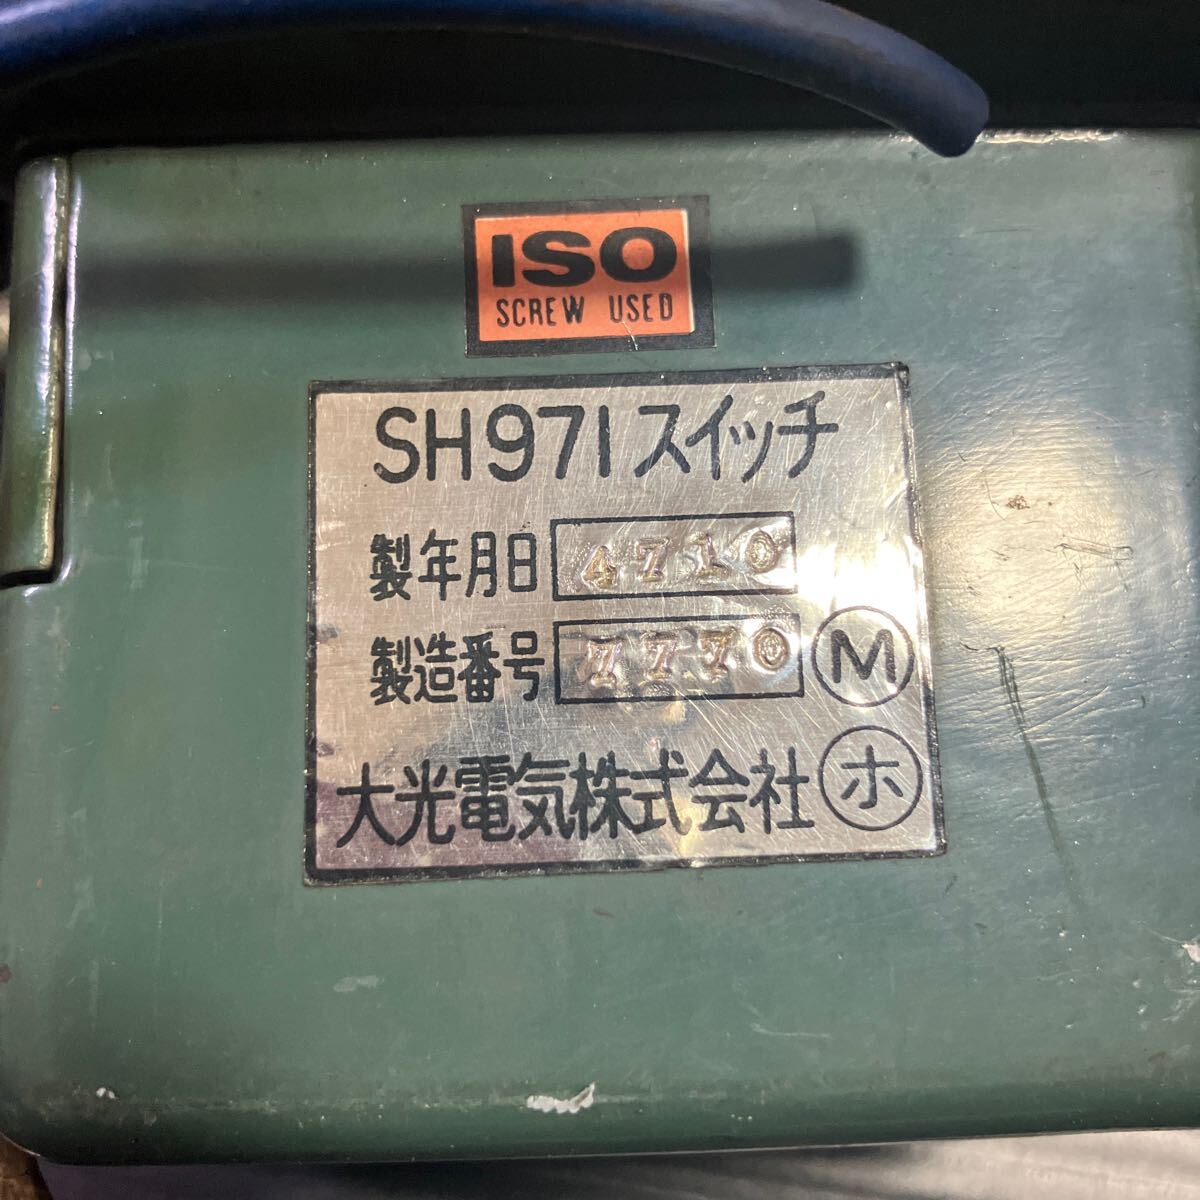 ISO
SCREW USED
SH971スイッチ
製年月日 4710
製造番号 7770 Ⓜ
大光電気株式会社 ㋭